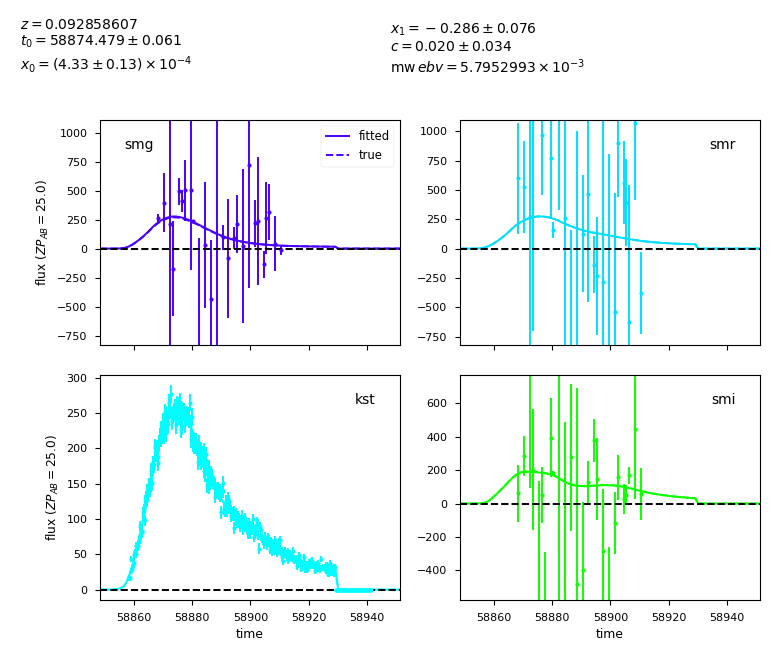 z = 0.092858607
t₀ = 58874.479 ± 0.061
x₀ = (4.33 ± 0.13) × 10⁻⁴
x₁ = −0.286 ± 0.076
c = 0.020 ± 0.034
mw ebv = 5.7952993 × 10⁻³
smg
fitted
true
1000
750
500
250
0
−250
−500
−750
flux (ZP_AB = 25.0)
smr
1000
750
500
250
0
−250
−500
−750
kst
300
250
200
150
100
50
0
flux (ZP_AB = 25.0)
58860 58880 58900 58920 58940
time
smi
600
400
200
0
−200
−400
58860 58880 58900 58920 58940
time